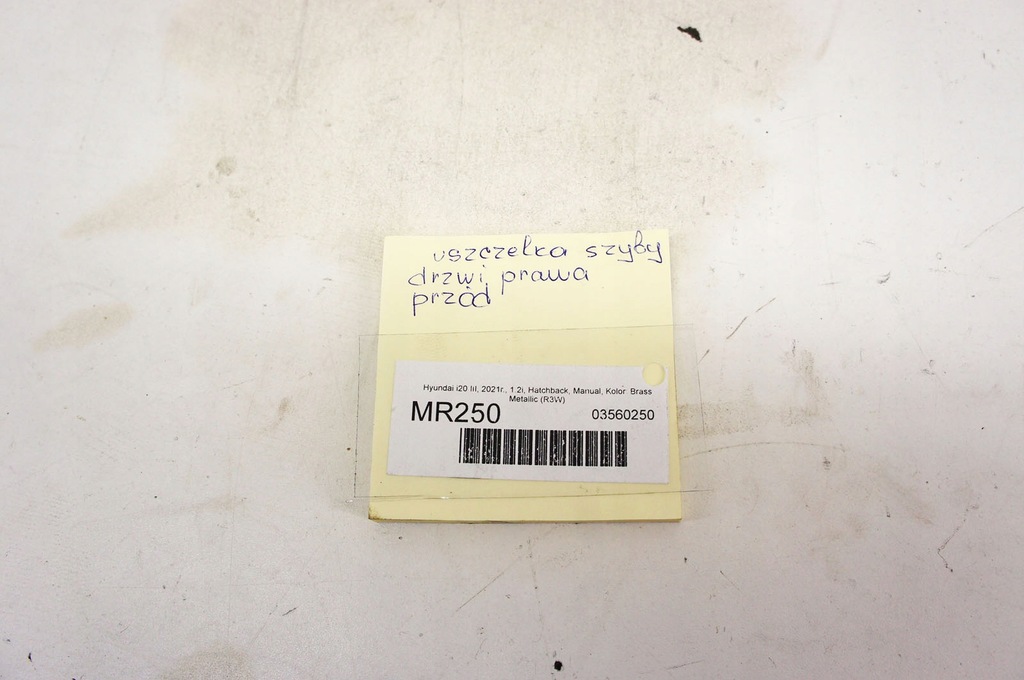 uszczelka szyby
drzwi prawa
przód
Hyundai i20 III, 2021r., 1.2i, Hatchback, Manual, Kolor: Brass
Metallic (R3W)
MR250
03560250